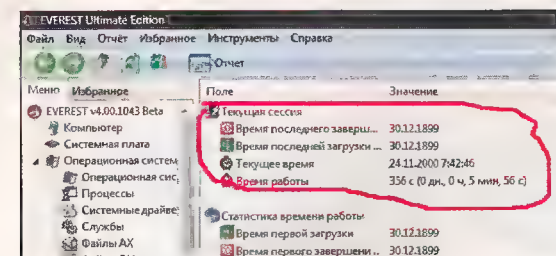 EVEREST Ultimate Edition
Файл Вид Отчёт Избранное Инструменты Справка
Отчет
Меню Избранное
Поле Значение
EVEREST v4.00.1043 Beta
Компьютер
Системная плата
Операционная систем
Операционная сис
Процессы
Системные драйве
Службы
Файлы AX
Текущая сессия
Время последнего заверш... 30.12.1899
Время последней загрузки ... 30.12.1899
Текущее время 24.11.2000 7:42:46
Время работы 356 с (0 дн., 0 ч, 5 мин, 56 с)
Статистика времени работы
Время первой загрузки 30.12.1899
Время первого завершени... 30.12.1899